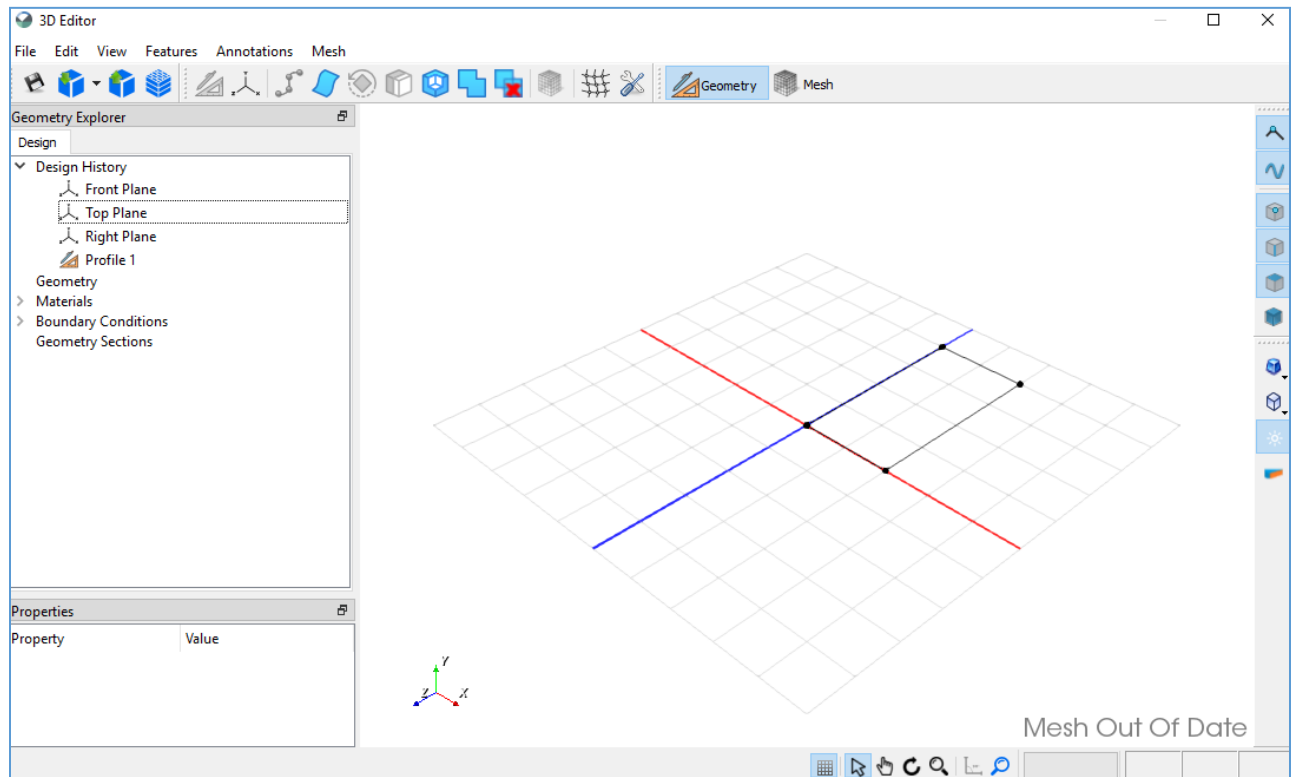 3D Editor
File Edit View Features Annotations Mesh
Geometry Mesh
Geometry Explorer
Design
Design History
Front Plane
Top Plane
Right Plane
Profile 1
Geometry
Materials
Boundary Conditions
Geometry Sections
Properties
Property Value
Y
Z X
Mesh Out Of Date